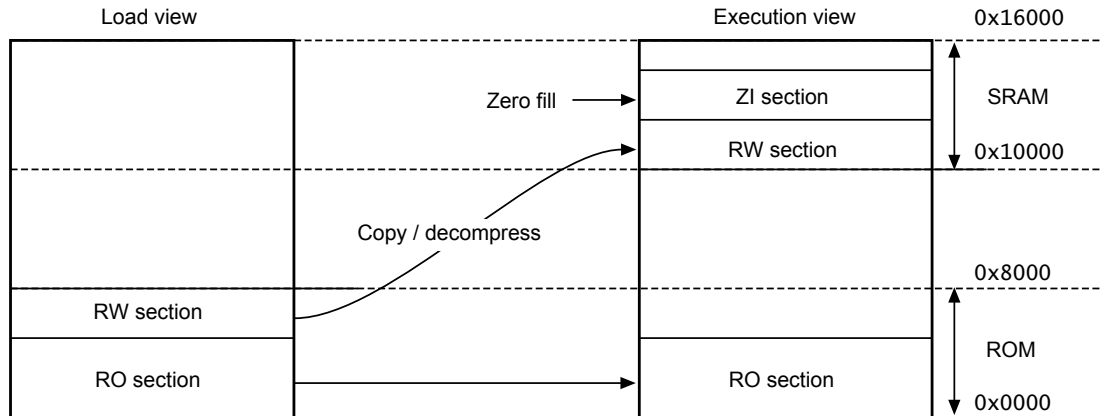 Load view
Execution view
0x16000
Zero fill
ZI section
SRAM
RW section
0x10000
Copy / decompress
0x8000
RW section
ROM
RO section
RO section
0x0000